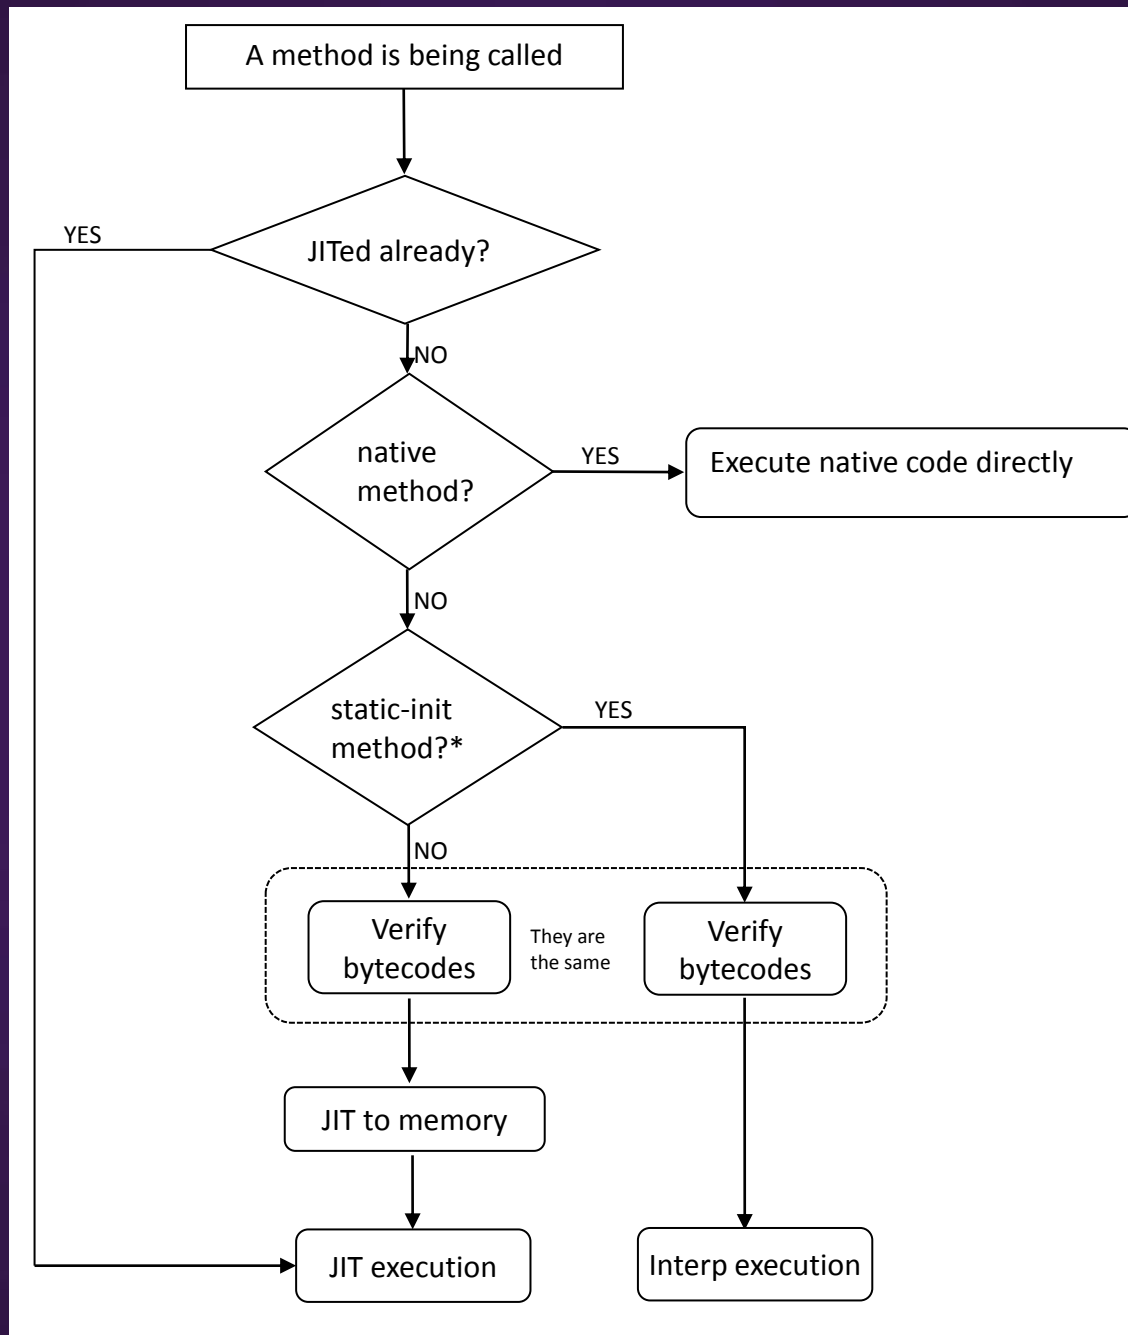 A method is being called
YES
JITed already?
NO
native
method?
YES
Execute native code directly
NO
static-init
method?*
YES
NO
Verify
bytecodes
They are
the same
Verify
bytecodes
JIT to memory
JIT execution
Interp execution